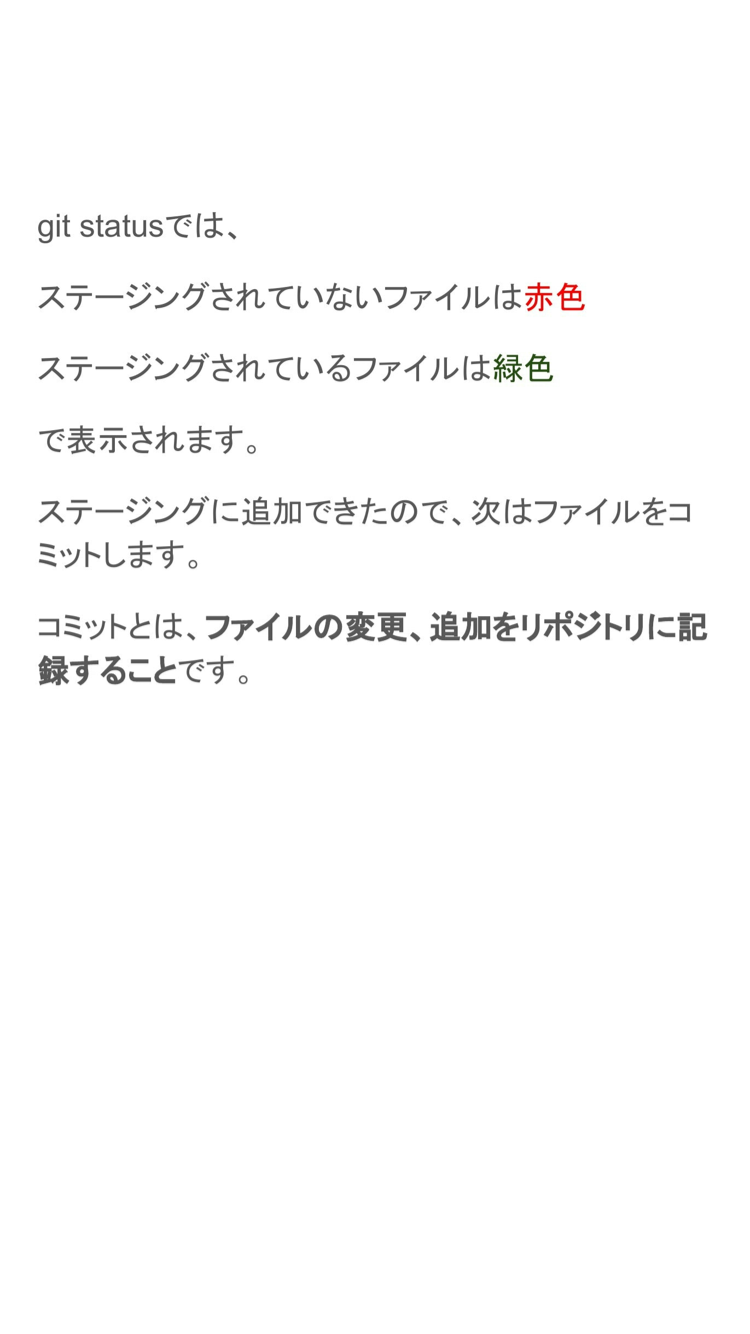 git statusでは、
ステージングされていないファイルは赤色
ステージングされているファイルは緑色
で表示されます。
ステージングに追加できたので、次はファイルをコ
ミットします。
コミットとは、ファイルの変更、追加をリポジトリに記
録することです。